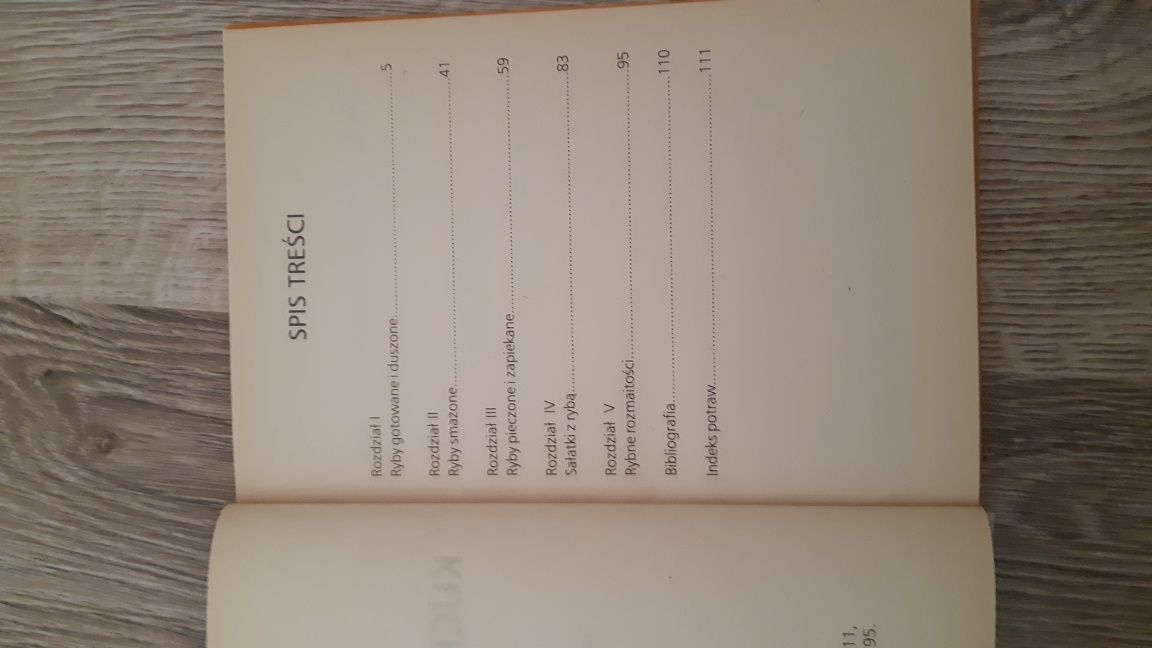 SPIS TREŚCI
Rozdział I
Ryby gotowane i duszone....................5
Rozdział II
Ryby smażone....................41
Rozdział III
Ryby pieczone i zapiekane....................59
Rozdział IV
Sałatki z rybą....................83
Rozdział V
Rybne rozmaitości....................95
Bibliografia....................110
Indeks potraw....................111
11,
95.